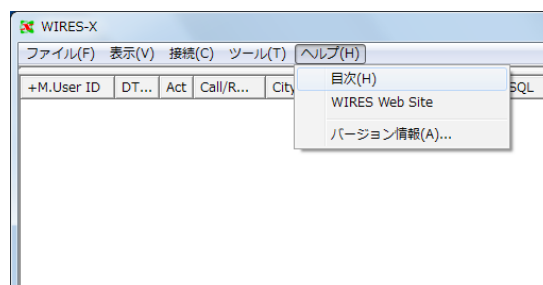 WIRES-X
ファイル(F) 表示(V) 接続(C) ツール(T) ヘルプ(H)
目次(H)
WIRES Web Site
バージョン情報(A)...
+M.User ID DT... Act Call/R... City SQL